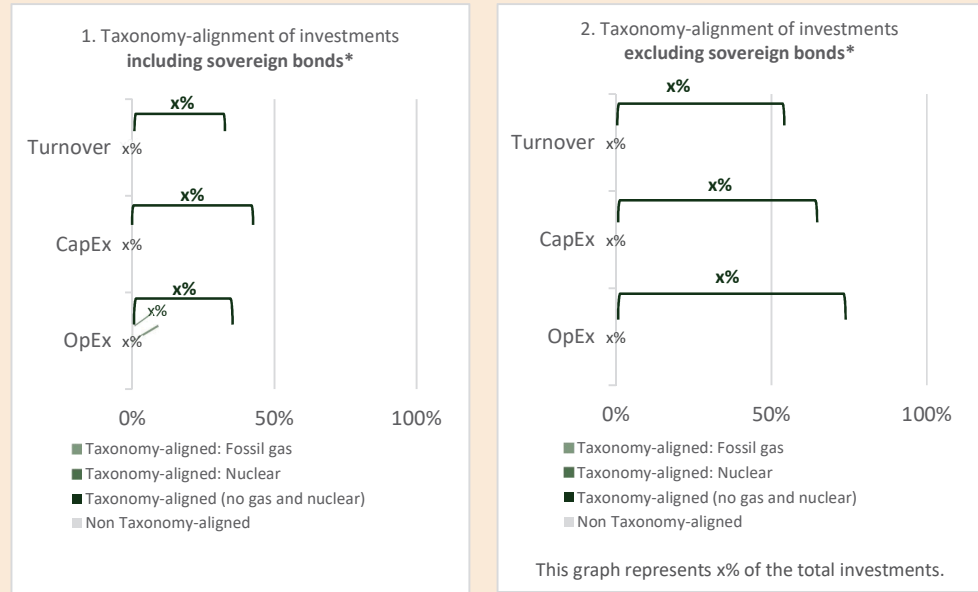 1. Taxonomy-alignment of investments
including sovereign bonds*
x%
Turnover x%
x%
CapEx x%
x%
x%
OpEx x%
0% 50% 100%
Taxonomy-aligned: Fossil gas
Taxonomy-aligned: Nuclear
Taxonomy-aligned (no gas and nuclear)
Non Taxonomy-aligned
2. Taxonomy-alignment of investments
excluding sovereign bonds*
x%
Turnover x%
x%
CapEx x%
x%
OpEx x%
0% 50% 100%
Taxonomy-aligned: Fossil gas
Taxonomy-aligned: Nuclear
Taxonomy-aligned (no gas and nuclear)
Non Taxonomy-aligned
This graph represents x% of the total investments.